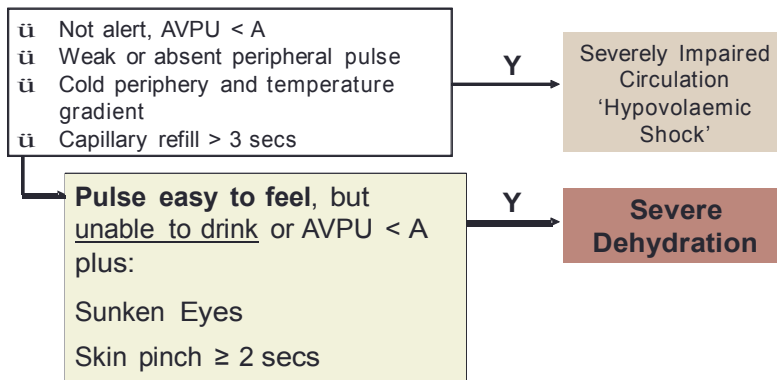 ü Not alert, AVPU < A
ü Weak or absent peripheral pulse
ü Cold periphery and temperature
gradient
ü Capillary refill > 3 secs
Y
Severely Impaired
Circulation
‘Hypovolaemic
Shock’
Pulse easy to feel, but
unable to drink or AVPU < A
plus:
Sunken Eyes
Skin pinch ≥ 2 secs
Y
Severe
Dehydration